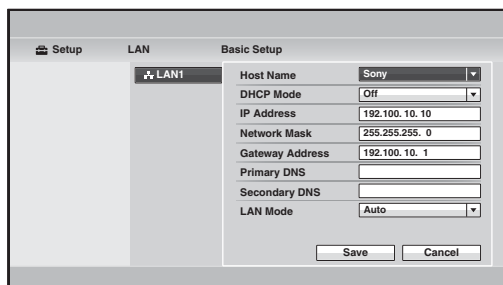 Setup LAN Basic Setup
LAN1
Host Name Sony
DHCP Mode Off
IP Address 192.100. 10. 10
Network Mask 255.255.255. 0
Gateway Address 192.100. 10. 1
Primary DNS
Secondary DNS
LAN Mode Auto
Save Cancel